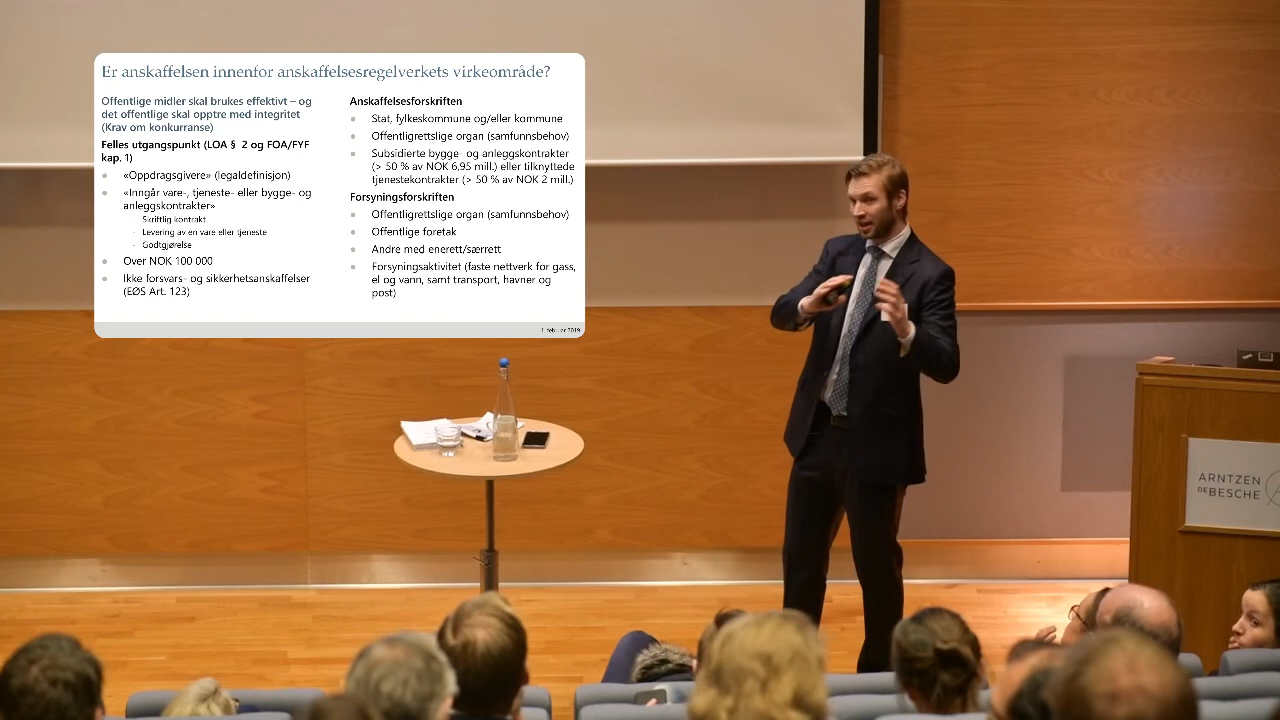 Er anskaffelsen innenfor anskaffelsesregelverkets virkeområde?
Offentlige midler skal brukes effektivt – og
det offentlige skal opptre med integritet
(Krav om konkurranse)
Felles utgangspunkt (LOA § 2 og FOA/FYF
kap. 1)
«Oppdragsgivere» (legaldefinisjon)
«Inngår vare-, tjeneste- eller bygge- og
anleggskontrakter»
- Skriftlig kontrakt
- Levering av en vare eller tjeneste
- Godtgjørelse
Over NOK 100 000
Ikke forsvars- og sikkerhetsanskaffelser
(EØS Art. 123)
Anskaffelsesforskriften
Stat, fylkeskommune og/eller kommune
Offentligrettslige organ (samfunnsbehov)
Subsidierte bygge- og anleggskontrakter
(> 50 % av NOK 6,95 mill.) eller tilknyttede
tjenestekontrakter (> 50 % av NOK 2 mill.)
Forsyningsforskriften
Offentligrettslige organ (samfunnsbehov)
Offentlige foretak
Andre med enerett/særrett
Forsyningsaktivitet (faste nettverk for gass,
el og vann, samt transport, havner og
post)
1. februar 2019
ARNTZEN
DE BESCHE